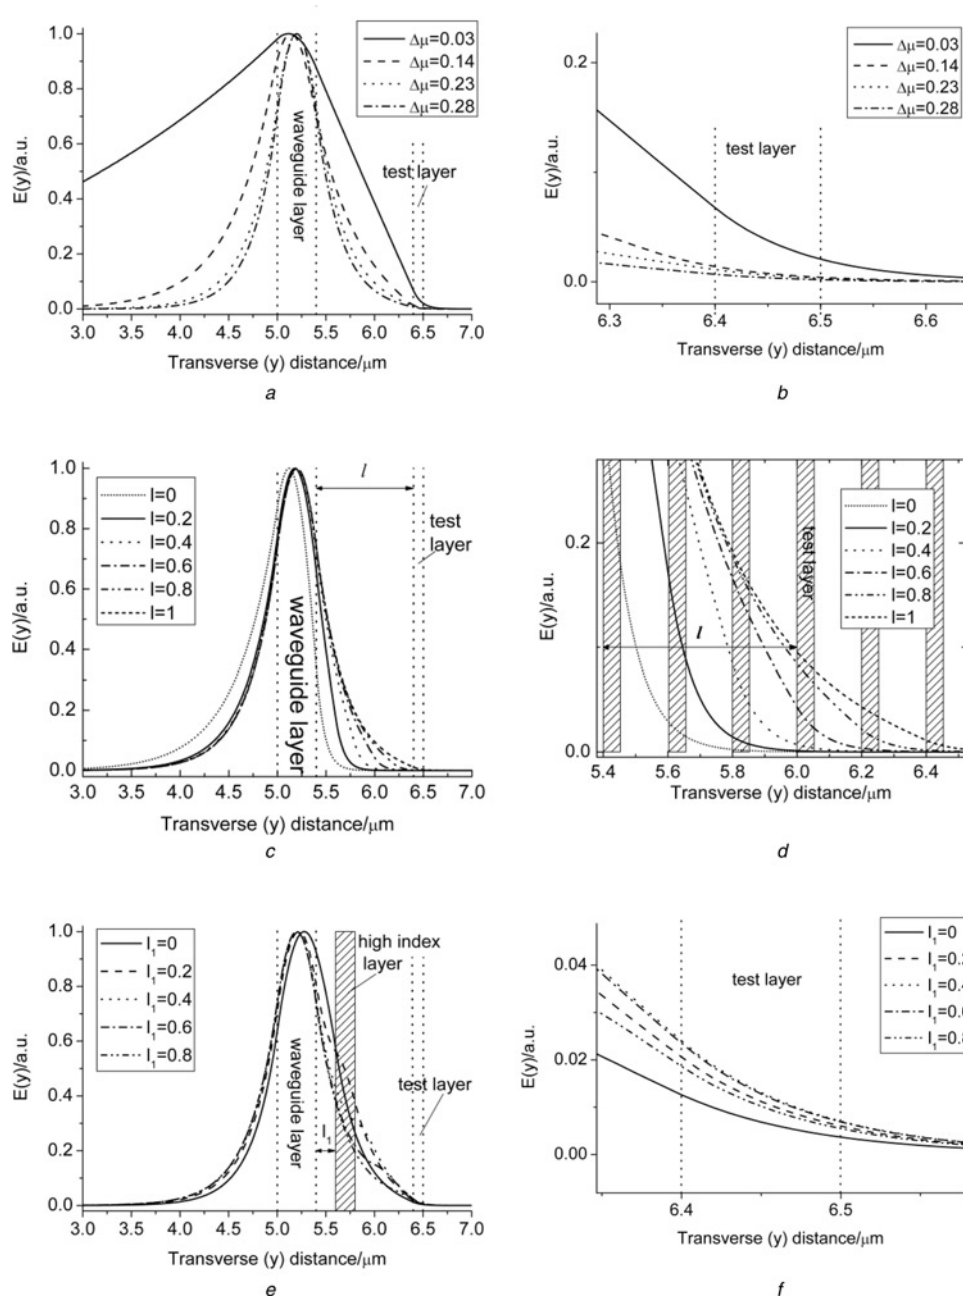 1.0
0.8
0.6
0.4
0.2
0.0
E(y)/a.u.
3.0 3.5 4.0 4.5 5.0 5.5 6.0 6.5 7.0
Transverse (y) distance/μm
Δμ=0.03
Δμ=0.14
Δμ=0.23
Δμ=0.28
waveguide layer
test layer
a
0.2
0.0
E(y)/a.u.
6.3 6.4 6.5 6.6
Transverse (y) distance/μm
Δμ=0.03
Δμ=0.14
Δμ=0.23
Δμ=0.28
test layer
b
1.0
0.8
0.6
0.4
0.2
0.0
E(y)/a.u.
3.0 3.5 4.0 4.5 5.0 5.5 6.0 6.5 7.0
Transverse (y) distance/μm
l=0
l=0.2
l=0.4
l=0.6
l=0.8
l=1
l
waveguide layer
test
layer
c
0.2
0.0
E(y)/a.u.
5.4 5.6 5.8 6.0 6.2 6.4
Transverse (y) distance/μm
l=0
l=0.2
l=0.4
l=0.6
l=0.8
l=1
l
test layer
d
1.0
0.8
0.6
0.4
0.2
0.0
E(y)/a.u.
3.0 3.5 4.0 4.5 5.0 5.5 6.0 6.5 7.0
Transverse (y) distance/μm
l₁=0
l₁=0.2
l₁=0.4
l₁=0.6
l₁=0.8
waveguide layer
l₁
high index
layer
test layer
e
0.04
0.02
0.00
E(y)/a.u.
6.4 6.5
Transverse (y) distance/μm
l₁=0
l₁=0.2
l₁=0.4
l₁=0.6
l₁=0.8
test layer
f